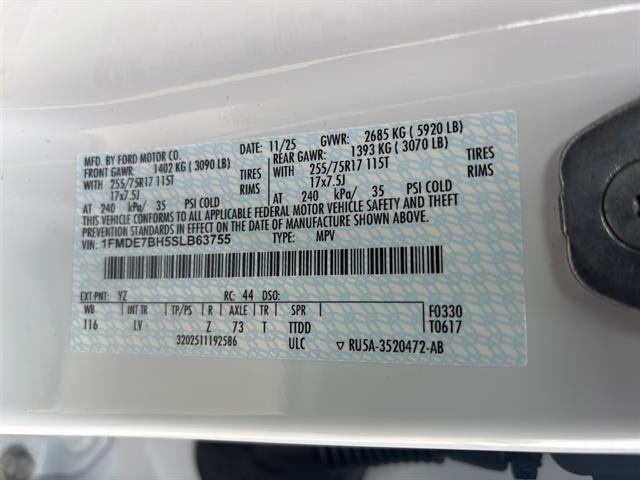 MFD. BY FORD MOTOR CO.
DATE: 11/25 GVWR: 2685 KG ( 5920 LB)
FRONT GAWR: 1402 KG ( 3090 LB) REAR GAWR: 1393 KG ( 3070 LB)
WITH 255/75R17 115T TIRES WITH 255/75R17 115T TIRES
17x7.5J RIMS 17x7.5J RIMS
AT 240 kPa/ 35 PSI COLD AT 240 kPa/ 35 PSI COLD
THIS VEHICLE CONFORMS TO ALL APPLICABLE FEDERAL MOTOR VEHICLE SAFETY AND THEFT
PREVENTION STANDARDS IN EFFECT ON THE DATE OF MANUFACTURE SHOWN ABOVE.
VIN: 1FMDE7BH5SLB63755 TYPE: MPV
EXT PNT: YZ RC: 44 DSO:
WB INT TR TP/PS R AXLE TR SPR F0330
116 LV Z 73 T TTDD T0617
3202511192586 ULC ▽ RU5A-3520472-AB